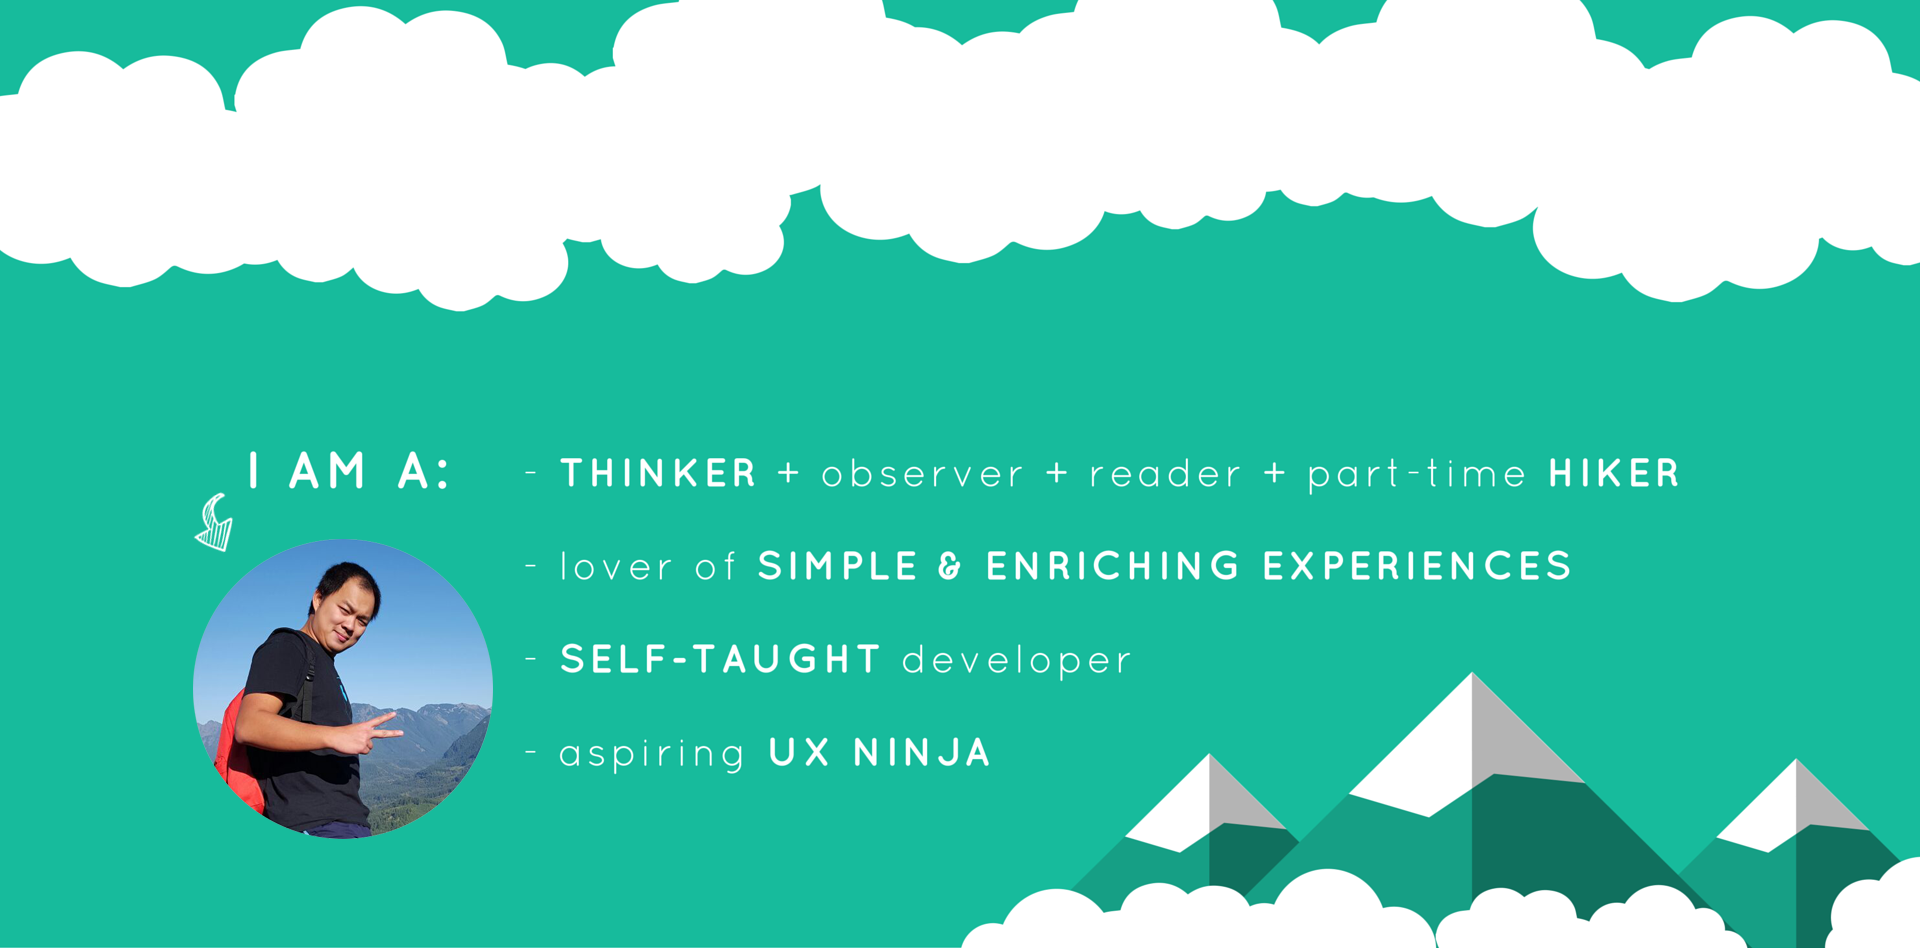 I AM A:
- THINKER + observer + reader + part-time HIKER
- lover of SIMPLE & ENRICHING EXPERIENCES
- SELF-TAUGHT developer
- aspiring UX NINJA